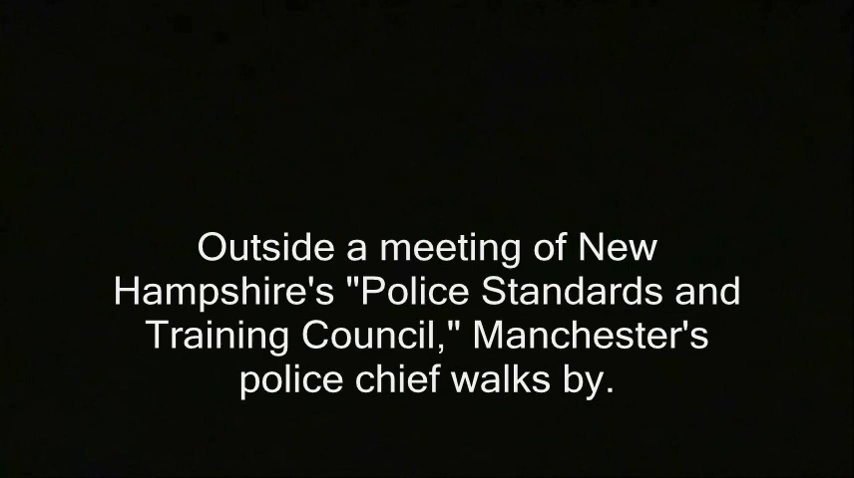 Outside a meeting of New
Hampshire's "Police Standards and
Training Council," Manchester's
police chief walks by.